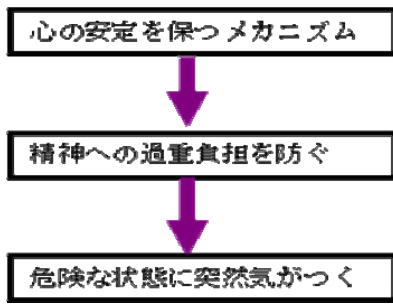 心の安定を保つメカニズム
精神への過重負担を防ぐ
危険な状態に突然気がつく